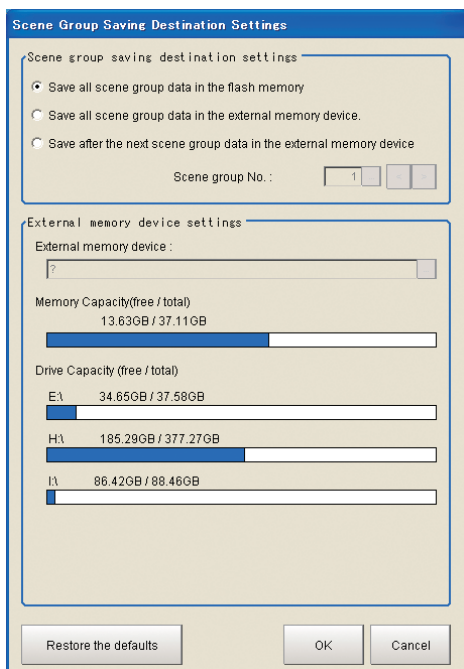 Scene Group Saving Destination Settings
Scene group saving destination settings
Save all scene group data in the flash memory
Save all scene group data in the external memory device.
Save after the next scene group data in the external memory device
Scene group No. : 1
External memory device settings
External memory device :
?
Memory Capacity(free / total)
13.63GB / 37.11GB
Drive Capacity (free / total)
E:\ 34.65GB / 37.58GB
H:\ 185.29GB / 377.27GB
I:\ 86.42GB / 88.46GB
Restore the defaults OK Cancel